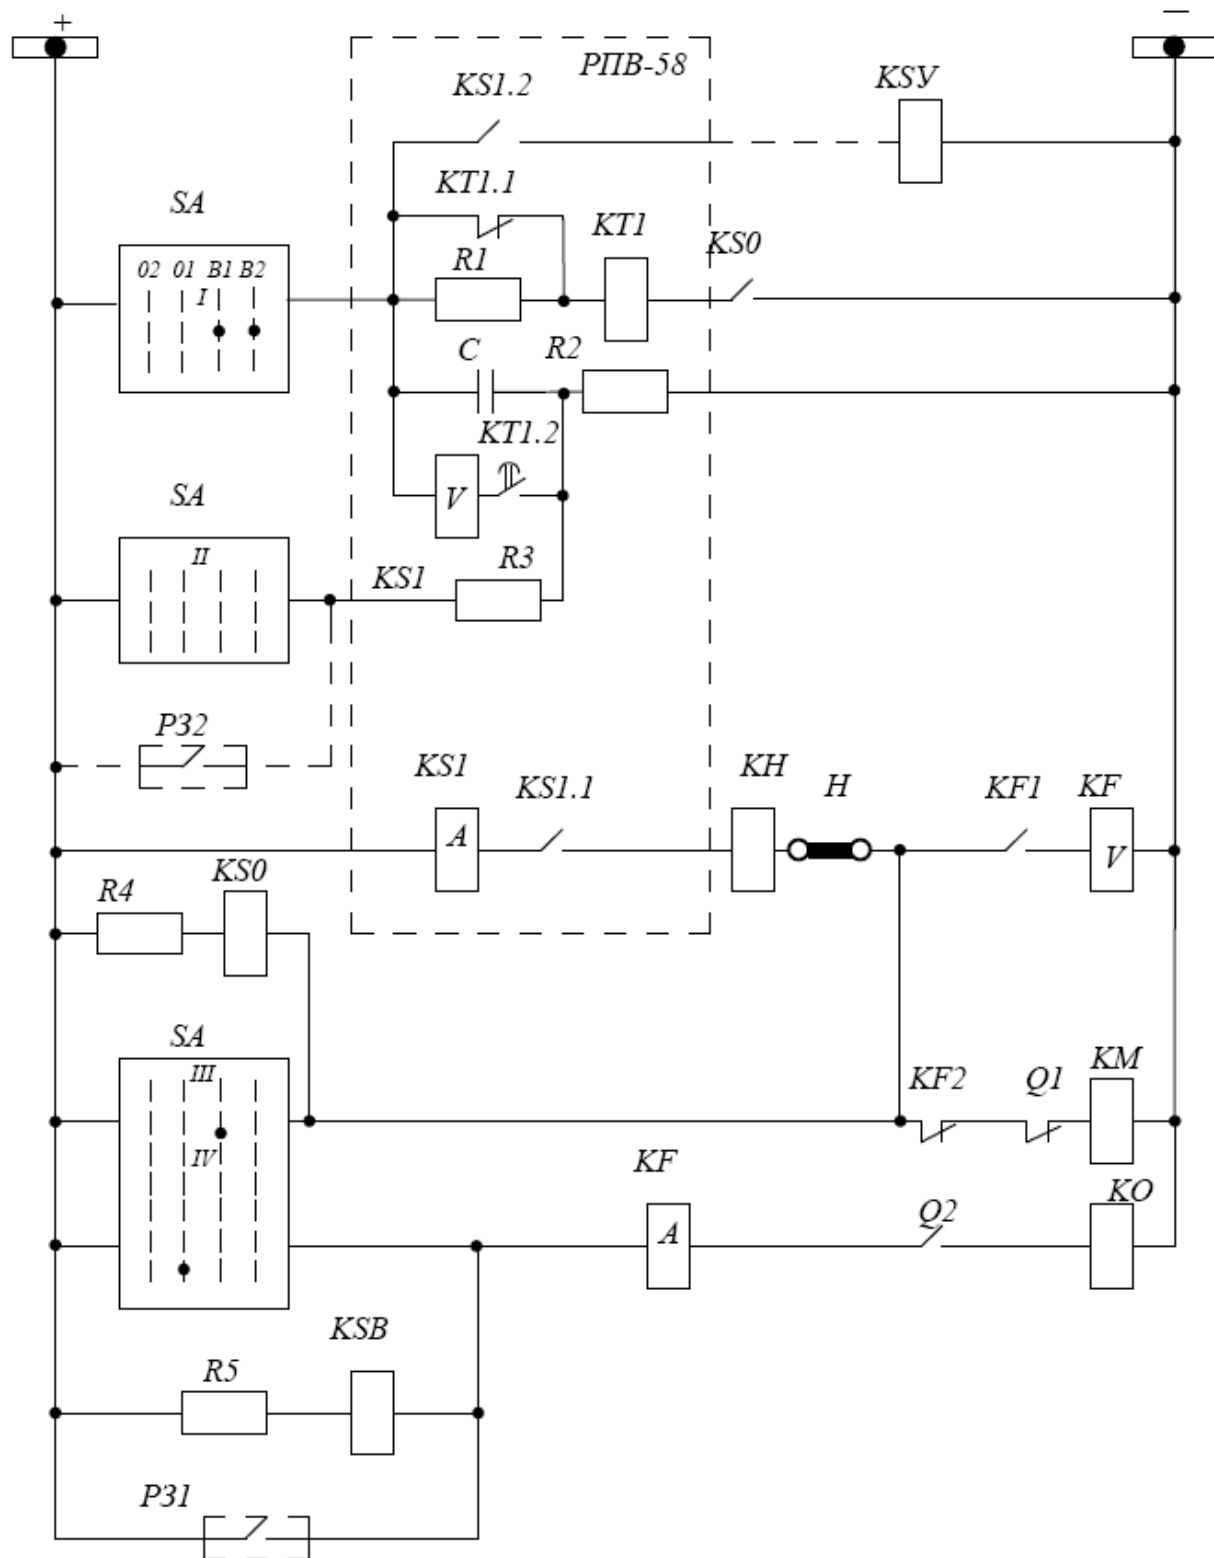 + —
РПВ-58
KS1.2
KSУ
KT1.1
SA
KT1
KS0
02 01 В1 В2
R1
I
C
R2
KT1.2
SA
V
II
R3
KS1
РЗ2
KS1
KH
H
KF1
KF
KS1.1
A
V
KS0
R4
SA
III
KM
KF2
Q1
IV
KF
KO
Q2
A
KSB
R5
РЗ1